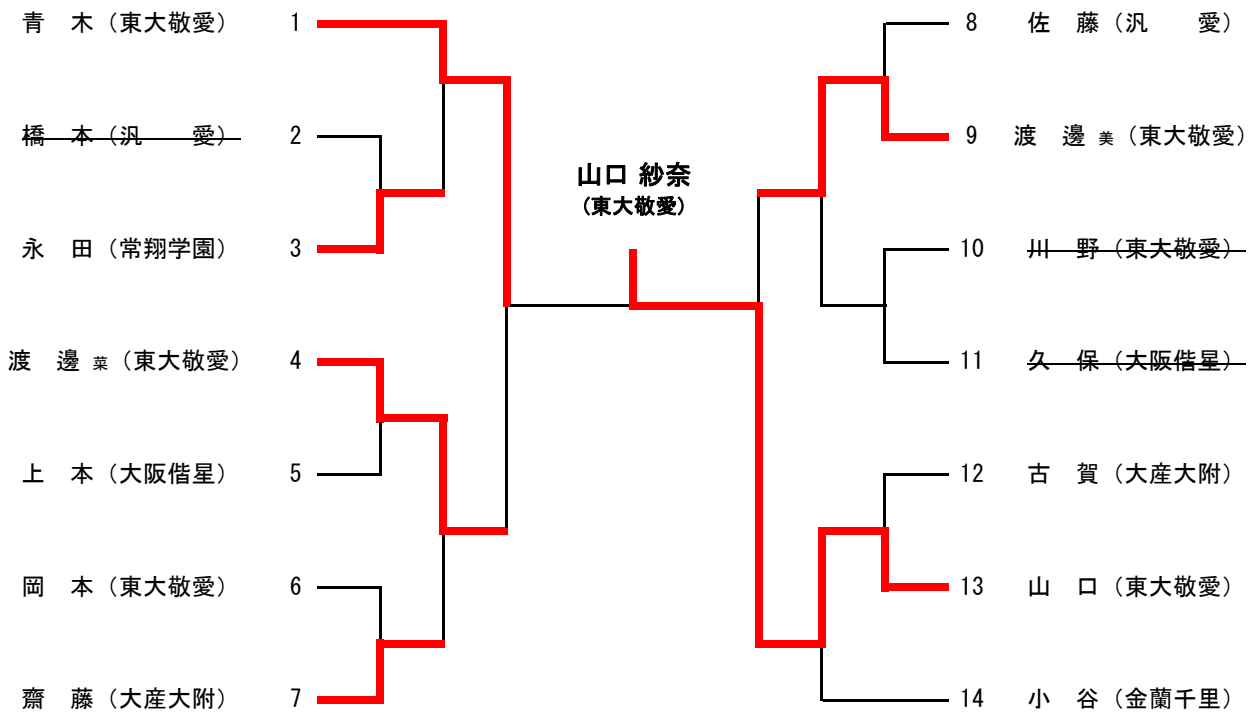 青　木（東大敬愛）　1
橋　本（汎　　愛）　2
永　田（常翔学園）　3
渡　邊 菜（東大敬愛）　4
上　本（大阪偕星）　5
岡　本（東大敬愛）　6
齋　藤（大産大附）　7
山口 紗奈
（東大敬愛）
8　佐　藤（汎　　愛）
9　渡　邊 美（東大敬愛）
10　川　野（東大敬愛）
11　久　保（大阪偕星）
12　古　賀（大産大附）
13　山　口（東大敬愛）
14　小　谷（金蘭千里）